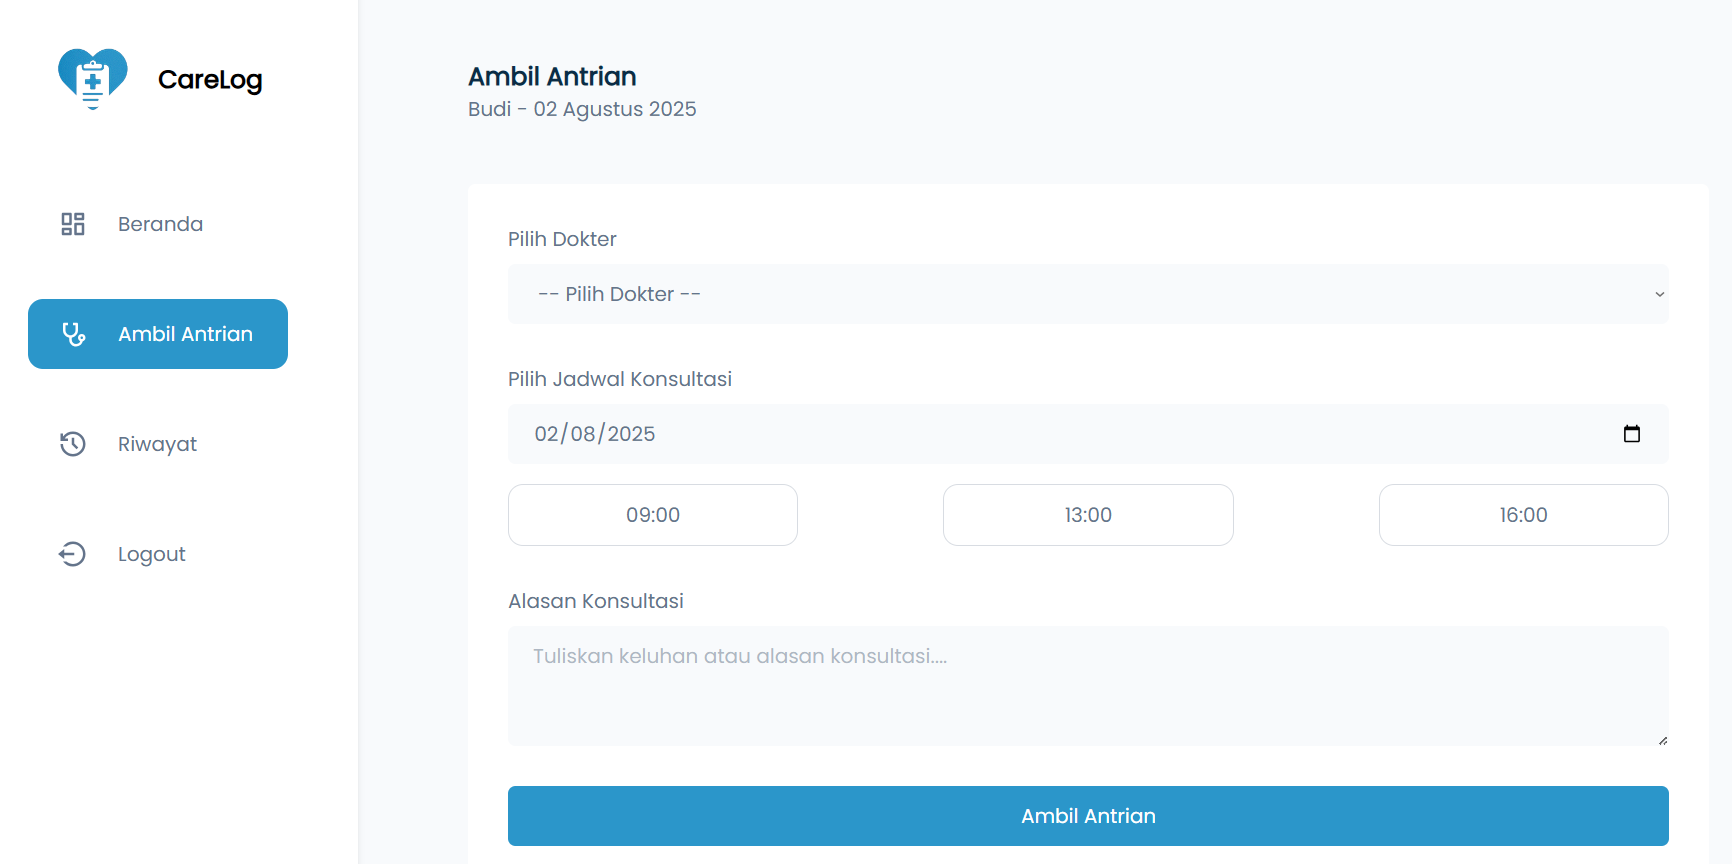 CareLog
Beranda
Ambil Antrian
Riwayat
Logout
Ambil Antrian
Budi - 02 Agustus 2025
Pilih Dokter
-- Pilih Dokter --
Pilih Jadwal Konsultasi
02/08/2025
09:00
13:00
16:00
Alasan Konsultasi
Tuliskan keluhan atau alasan konsultasi....
Ambil Antrian